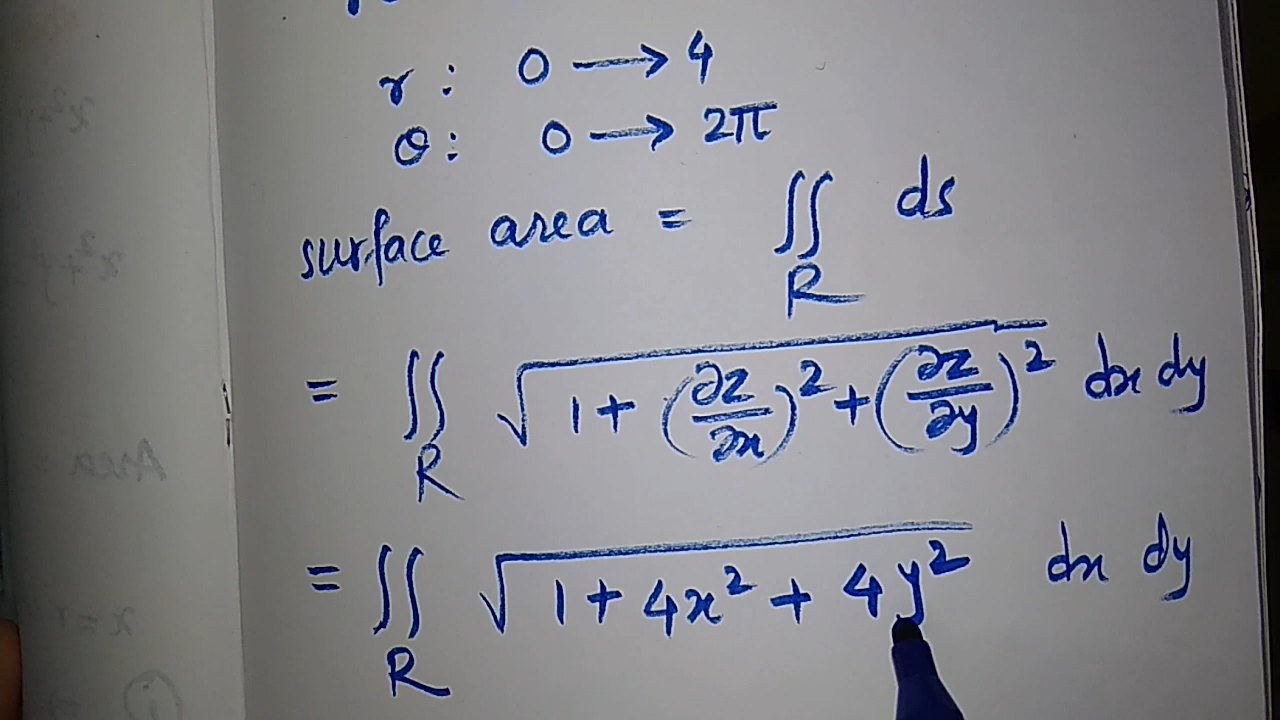 r : 0 → 4
θ : 0 → 2π
surface area = ∬_R ds
= ∬_R √(1 + (∂z/∂x)² + (∂z/∂y)²) dx dy
= ∬_R √(1 + 4x² + 4y²) dx dy